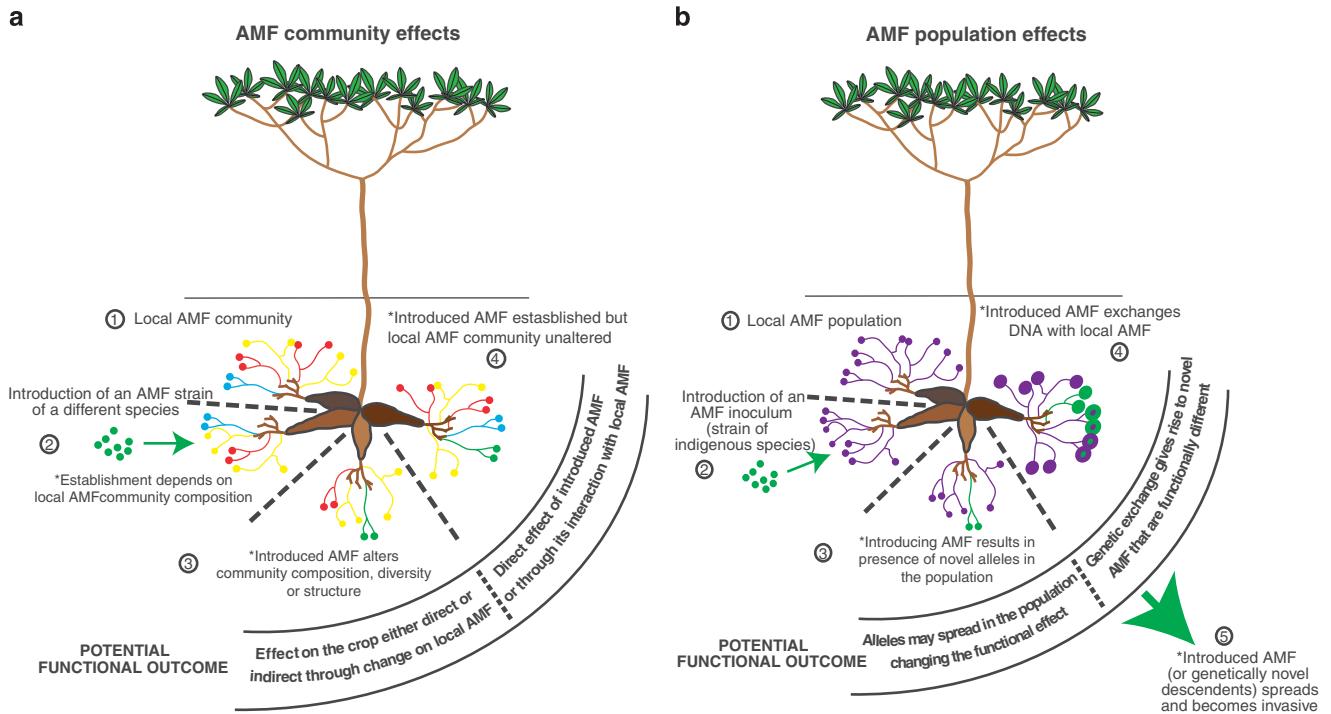 a
AMF community effects
1 Local AMF community
*Introduced AMF established but
local AMF community unaltered
4
Introduction of an AMF strain
of a different species
2
*Establishment depends on
local AMFcommunity composition
3
*Introduced AMF alters
community composition, diversity
or structure
POTENTIAL
FUNCTIONAL OUTCOME
Effect on the crop either direct or
indirect through change on local AMF
Direct effect of introduced AMF
or through its interaction with local AMF
b
AMF population effects
1 Local AMF population
*Introduced AMF exchanges
DNA with local AMF
4
Introduction of an
AMF inoculum
(strain of
indigenous species)
2
3
*Introducing AMF results in
presence of novel alleles in
the population
POTENTIAL
FUNCTIONAL OUTCOME
Alleles may spread in the population
changing the functional effect
Genetic exchange gives rise to novel
AMF that are functionally different
5
*Introduced AMF
(or genetically novel
descendents) spreads
and becomes invasive